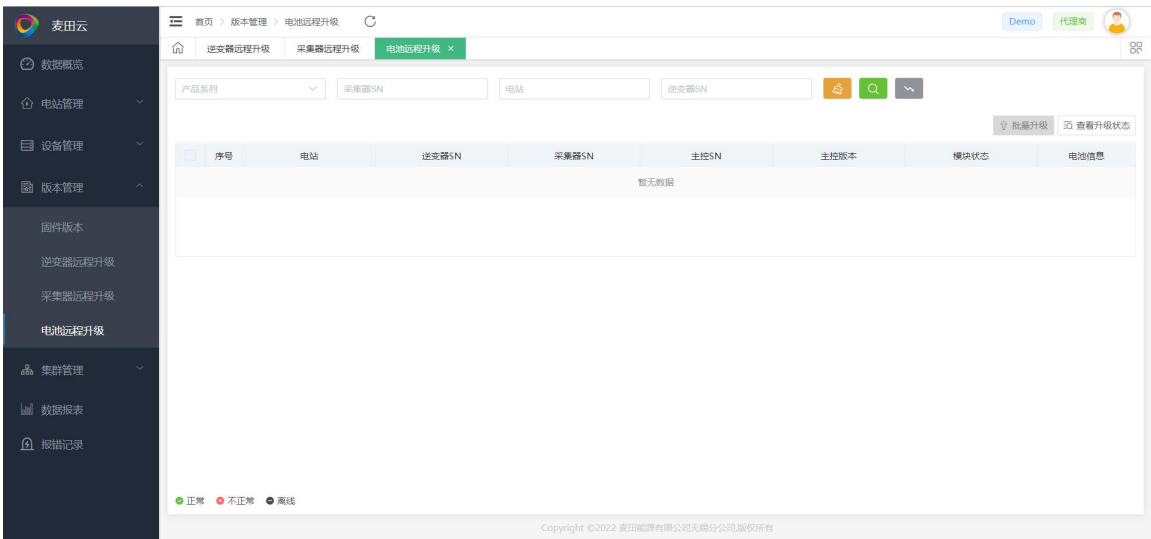 麦田云
首页 > 版本管理 > 电池远程升级
Demo 代理商
逆变器远程升级 采集器远程升级 电池远程升级 ×
数据概览
电站管理
设备管理
版本管理
固件版本
逆变器远程升级
采集器远程升级
电池远程升级
集群管理
数据报表
报错记录
产品系列 采集器SN 电站 逆变器SN
批量升级 查看升级状态
序号 电站 逆变器SN 采集器SN 主控SN 主控版本 模块状态 电池信息
暂无数据
正常 不正常 离线
Copyright ©2022 麦田能源有限公司无锡分公司,版权所有